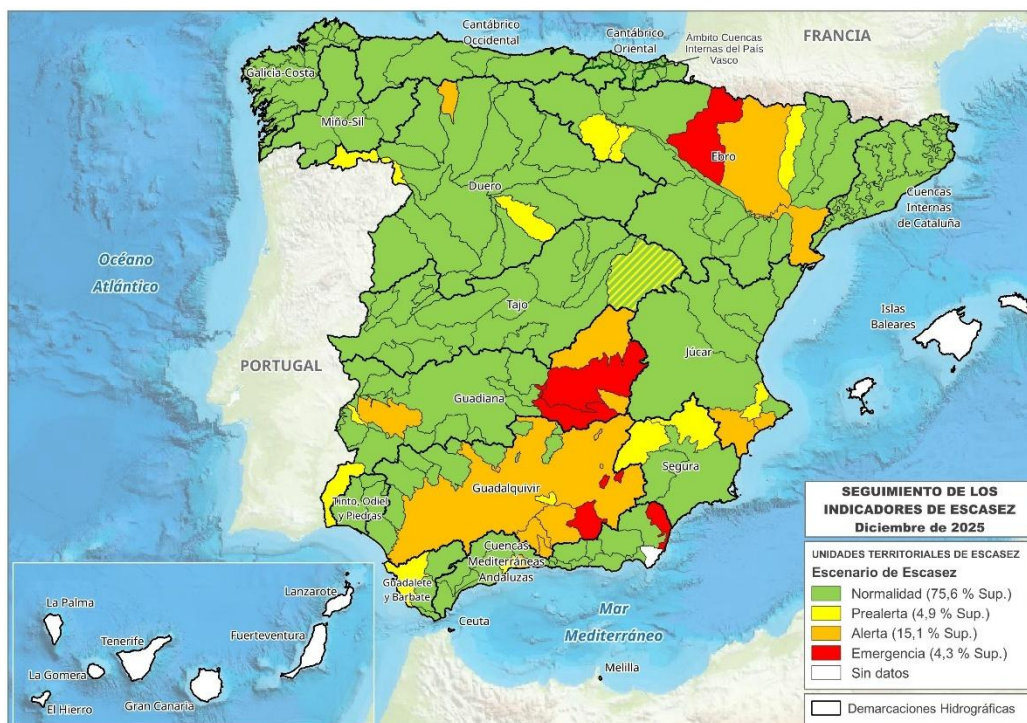 Cantábrico
Occidental
Cantábrico
Oriental
Ámbito Cuencas
Internas del País
Vasco
FRANCIA
Galicia-Costa
Miño-Sil
Ebro
Duero
Cuencas
Internas
de Cataluña
Océano
Atlántico
Tajo
Islas
Baleares
PORTUGAL
Júcar
Guadiana
Segura
Guadalquivir
Tinto, Odiel
y Piedras
Cuencas
Mediterráneas
Andaluzas
Guadalete
y Barbate
Ceuta
Mar
Mediterráneo
Melilla
La Palma
Lanzarote
Tenerife
Fuerteventura
La Gomera
El Hierro
Gran Canaria
SEGUIMIENTO DE LOS
INDICADORES DE ESCASEZ
Diciembre de 2025
UNIDADES TERRITORIALES DE ESCASEZ
Escenario de Escasez
Normalidad (75,6 % Sup.)
Prealerta (4,9 % Sup.)
Alerta (15,1 % Sup.)
Emergencia (4,3 % Sup.)
Sin datos
Demarcaciones Hidrográficas